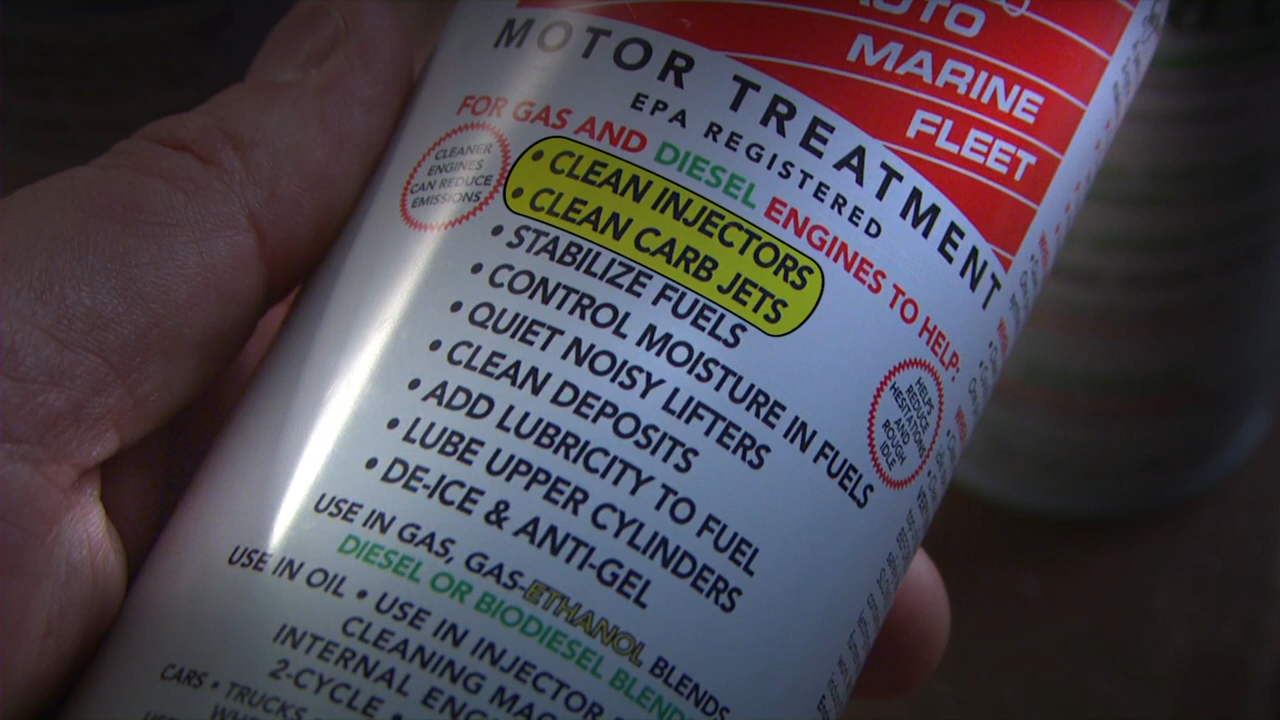 AUTO
MARINE
FLEET
MOTOR TREATMENT
EPA REGISTERED
FOR GAS AND DIESEL ENGINES TO HELP:
CLEANER
ENGINES
CAN REDUCE
EMISSIONS
• CLEAN INJECTORS
• CLEAN CARB JETS
• STABILIZE FUELS
• CONTROL MOISTURE IN FUELS
• QUIET NOISY LIFTERS
• CLEAN DEPOSITS
• ADD LUBRICITY TO FUEL
• LUBE UPPER CYLINDERS
• DE-ICE & ANTI-GEL
HELPS
REDUCE
HESITATIONS
AND
ROUGH
IDLE
USE IN GAS, GAS-ETHANOL BLENDS
DIESEL OR BIODIESEL BLENDS
USE IN OIL • USE IN INJECTOR
CLEANING
INTERNAL
2-CYCLE •
CARS • TRUCKS